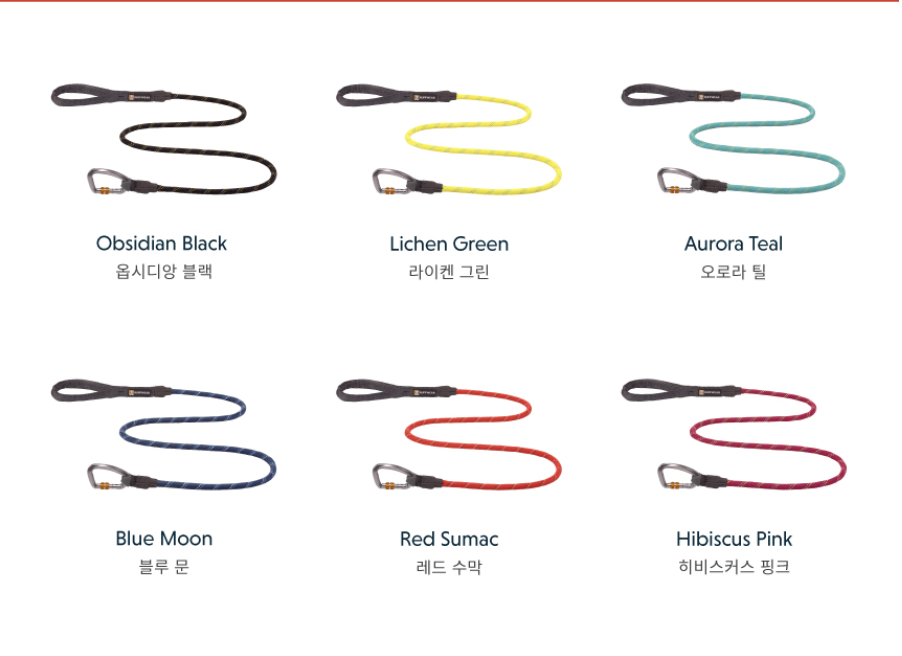 Obsidian Black
옵시디앙 블랙
Lichen Green
라이켄 그린
Aurora Teal
오로라 틸
Blue Moon
블루 문
Red Sumac
레드 수막
Hibiscus Pink
히비스커스 핑크